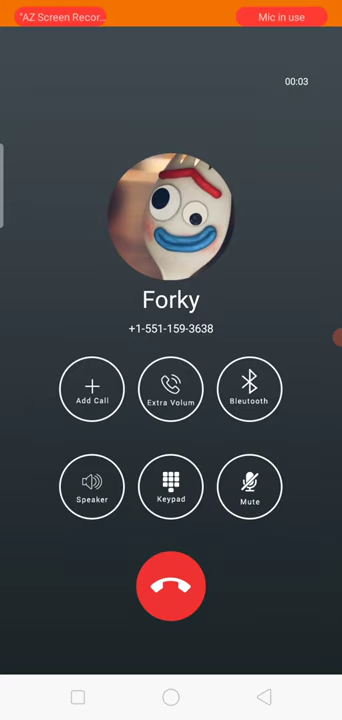 "AZ Screen Recor... Mic in use
00:03
Forky
+1-551-159-3638
Add Call Extra Volum Bleutooth
Speaker Keypad Mute